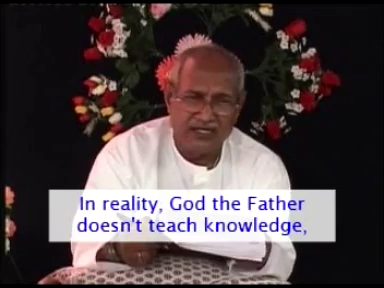 In reality, God the Father
doesn't teach knowledge,